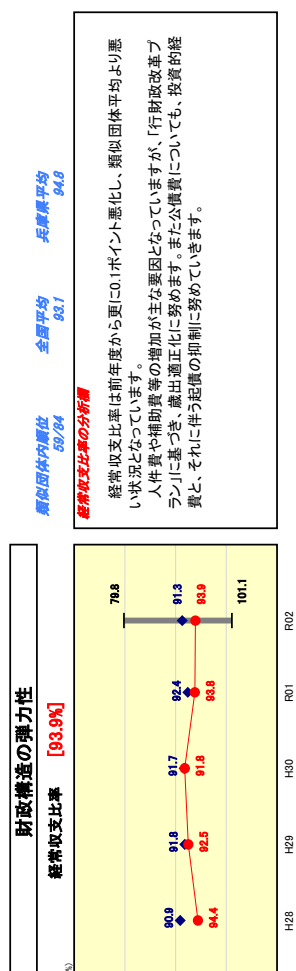 財政構造の弾力性
経常収支比率 [93.9%]
%)
79.8
90.9
91.8
91.7
92.4
91.3
94.4
92.5
91.8
93.8
93.9
101.1
H28 H29 H30 R01 R02
類似団体内順位 全国平均 兵庫県平均
59/84 93.1 94.8
経常収支比率の分析欄
経常収支比率は前年度から更に0.1ポイント悪化し、類似団体平均より悪
い状況となっています。
人件費や補助費等の増加が主な要因となっていますが、「行財政改革プ
ラン」に基づき、歳出適正化に努めます。また公債費についても、投資的経
費と、それに伴う起債の抑制に努めていきます。